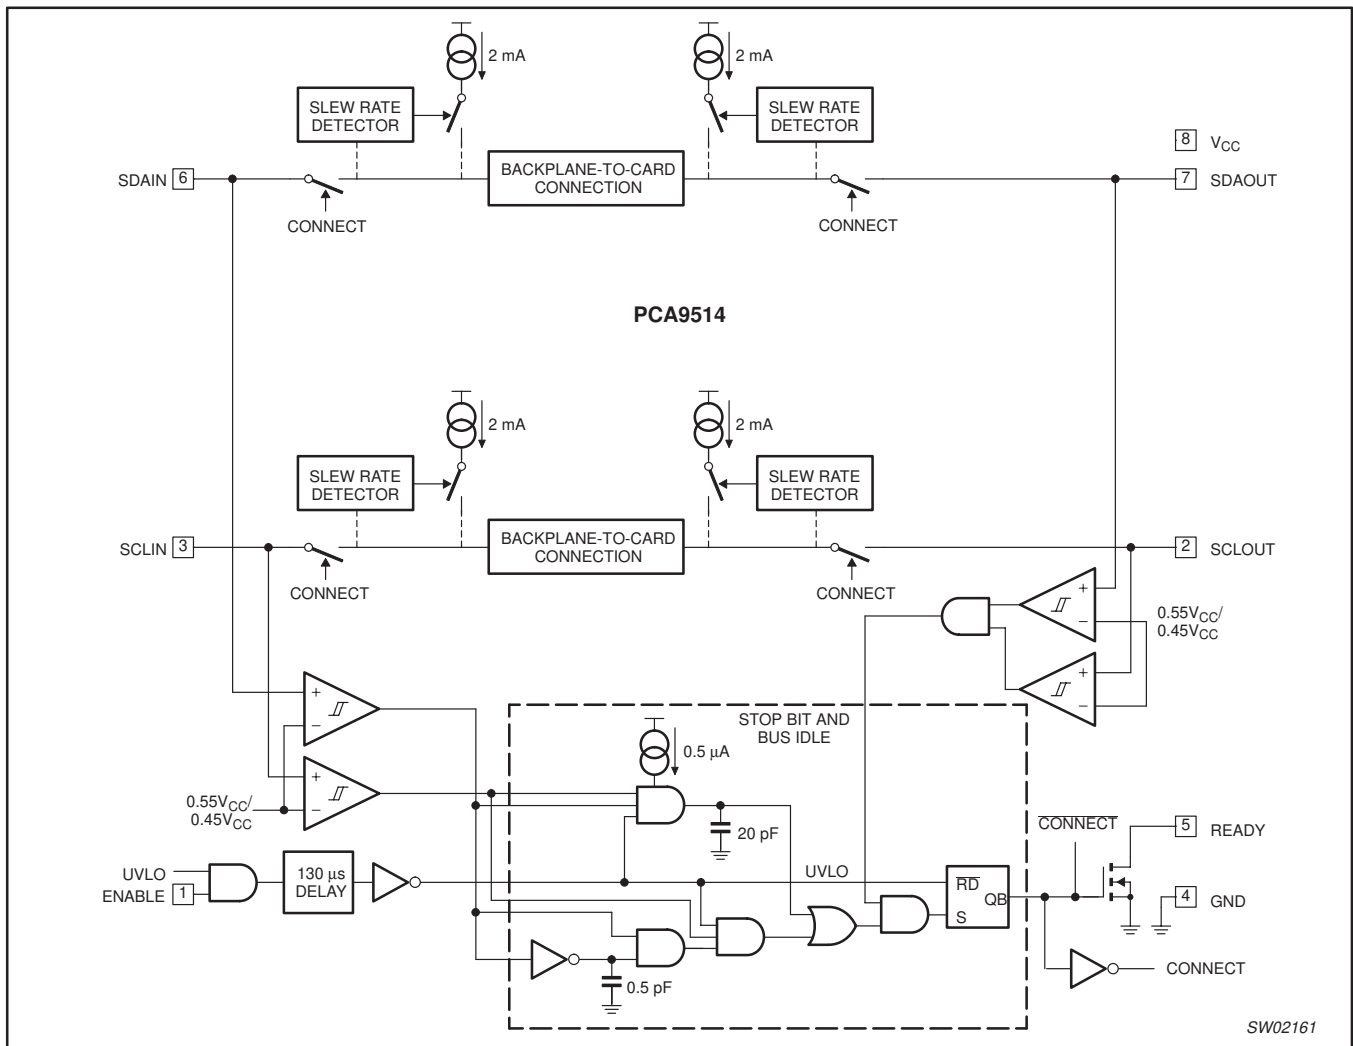 2 mA
2 mA
SLEW RATE
DETECTOR
SLEW RATE
DETECTOR
8 VCC
SDAIN 6
BACKPLANE-TO-CARD
CONNECTION
7 SDAOUT
CONNECT
CONNECT
PCA9514
2 mA
2 mA
SLEW RATE
DETECTOR
SLEW RATE
DETECTOR
SCLIN 3
BACKPLANE-TO-CARD
CONNECTION
2 SCLOUT
CONNECT
CONNECT
+
−
0.55VCC/
0.45VCC
+
−
+
−
STOP BIT AND
BUS IDLE
0.5 µA
+
−
0.55VCC/
0.45VCC
20 pF
CONNECT
5 READY
UVLO
ENABLE 1
130 µs
DELAY
UVLO
RD
QB
S
4 GND
0.5 pF
CONNECT
SW02161